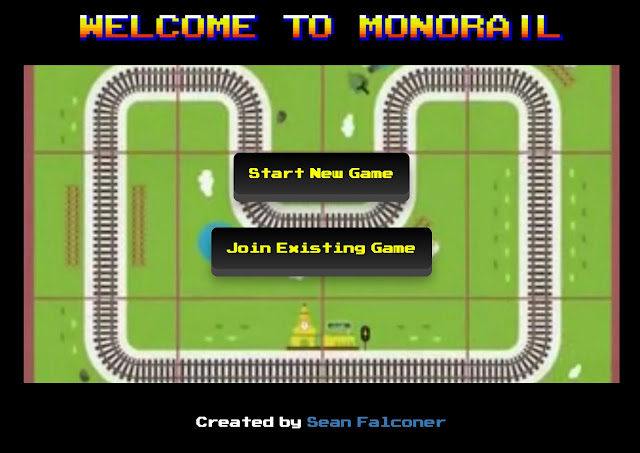 WELCOME TO MONORAIL
Start New Game
Join Existing Game
Created by Sean Falconer